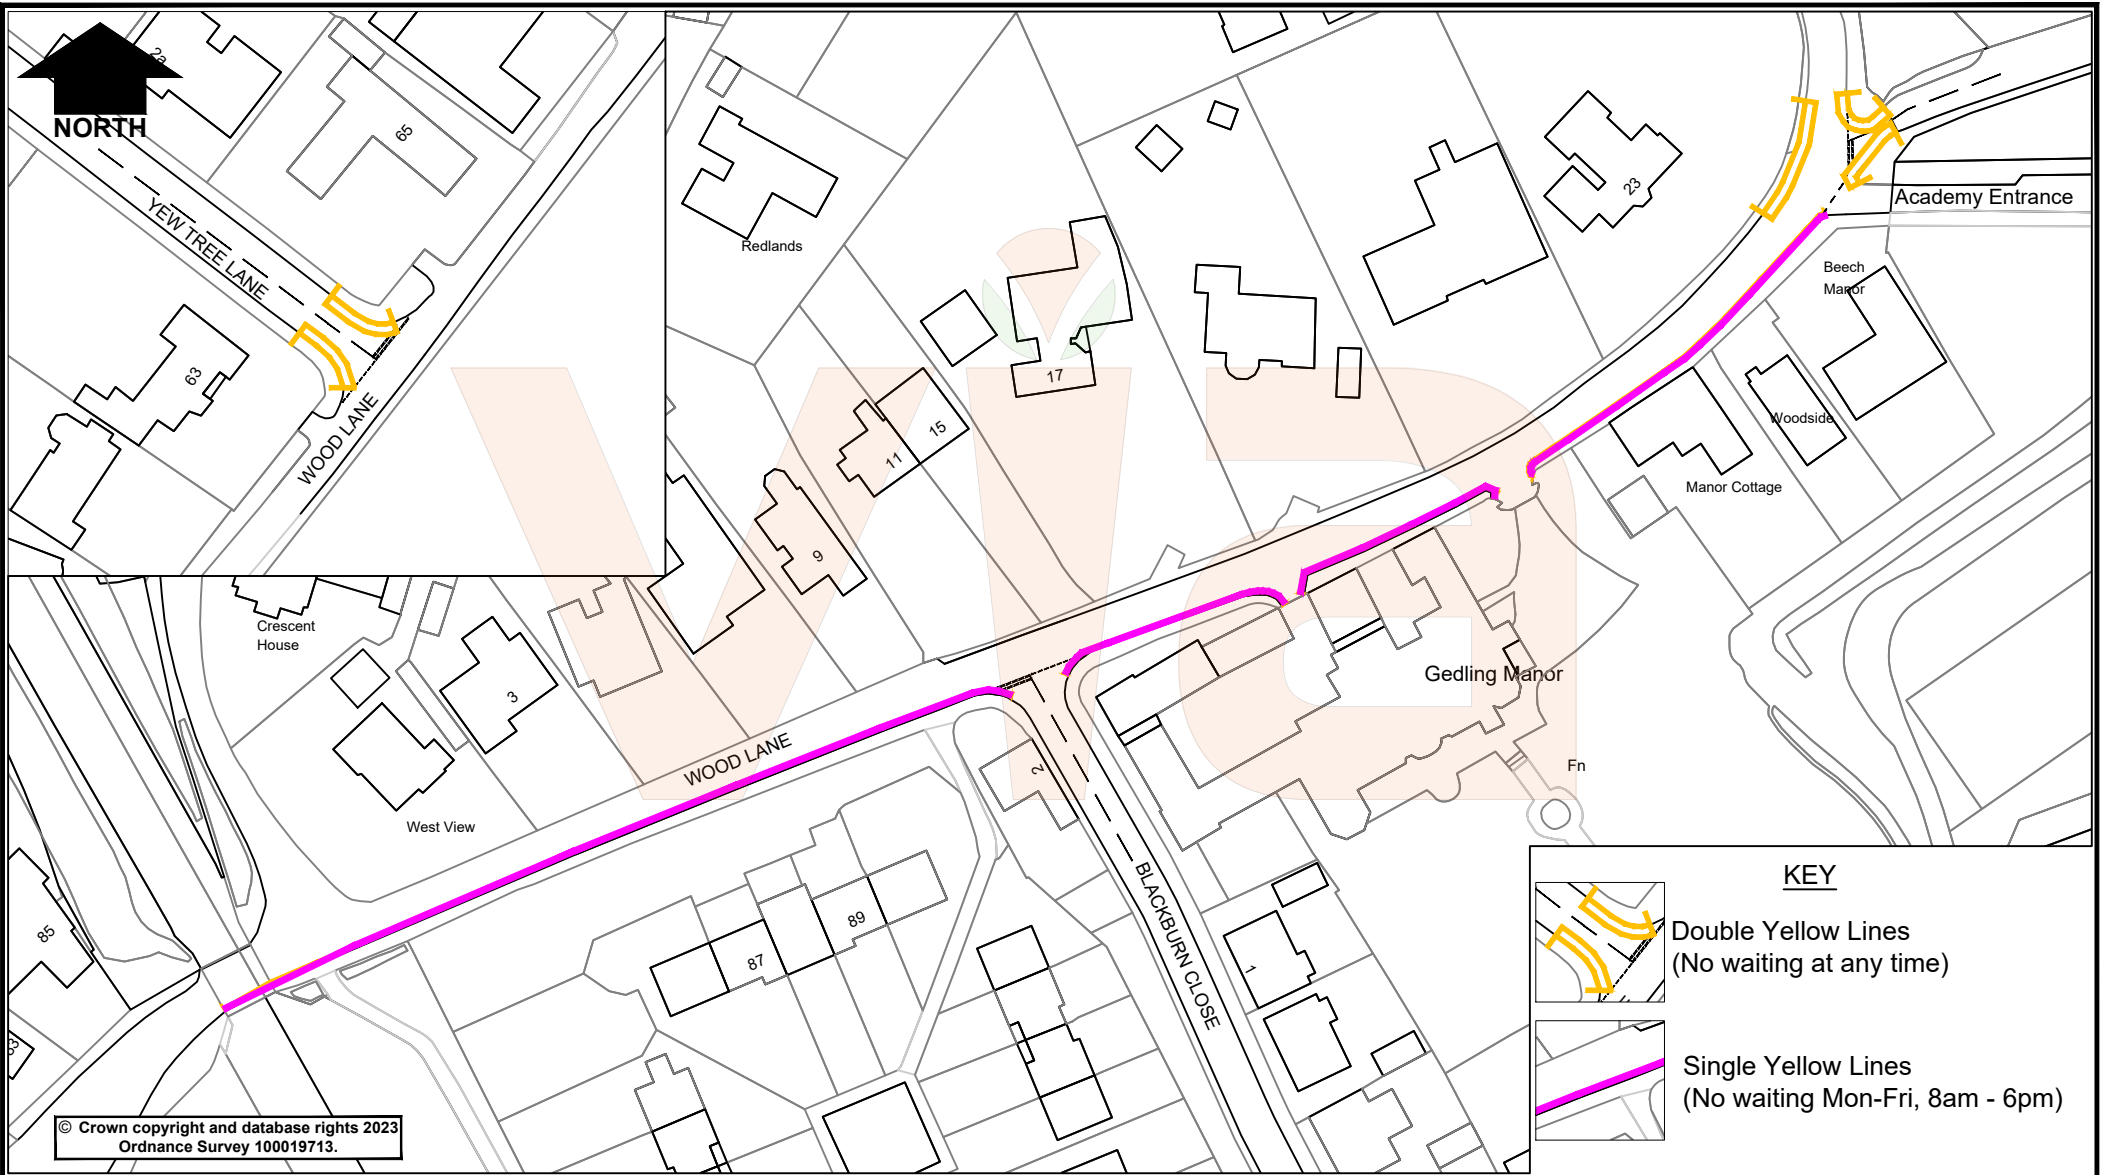 2a
NORTH
65
YEW TREE LANE
63
WOOD LANE
Redlands
23
Academy Entrance
Beech
Manor
17
15
11
9
Woodside
Manor Cottage
Crescent
House
3
Gedling Manor
WOOD LANE
2
West View
Fn
85
87
89
BLACKBURN CLOSE
1
KEY
Double Yellow Lines
(No waiting at any time)
Single Yellow Lines
(No waiting Mon-Fri, 8am - 6pm)
© Crown copyright and database rights 2023
Ordnance Survey 100019713.
via